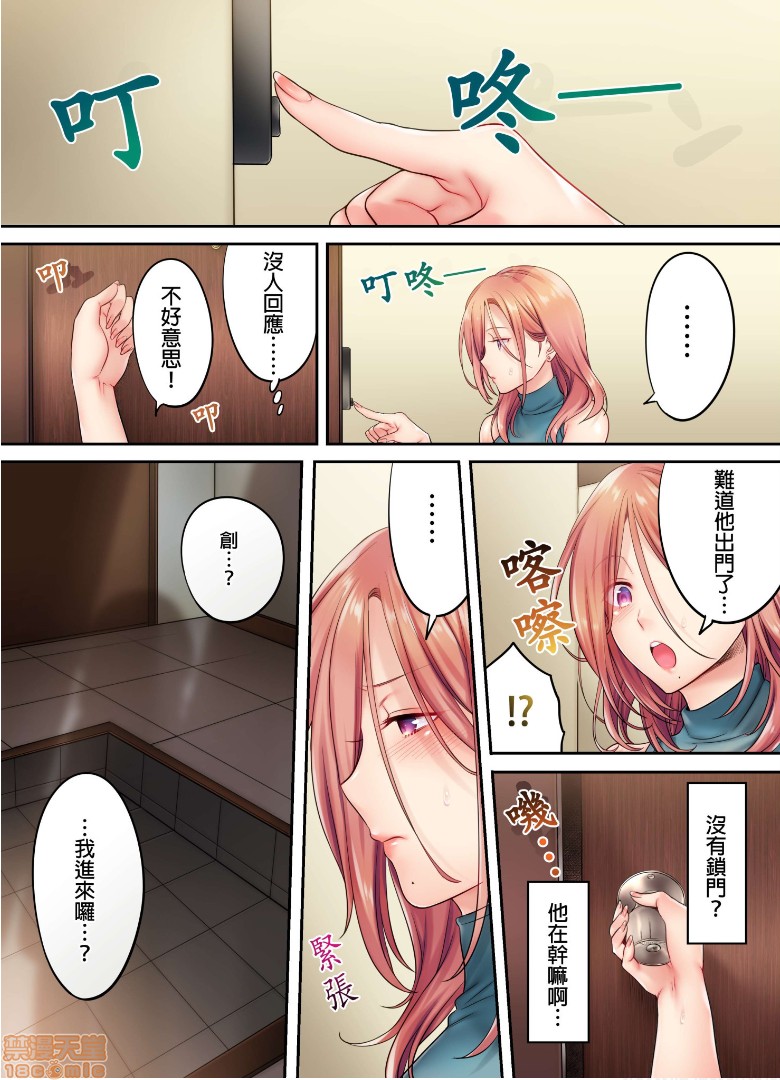 叮
咚—
……
叮咚—
沒人回應……
不好意思！
叩
叩
難道他出門了…
喀嚓
!?
沒有鎖門？
嘰…
他在幹嘛啊…
……
緊張
創…？
…我進來囉…？
禁漫天堂
18comic